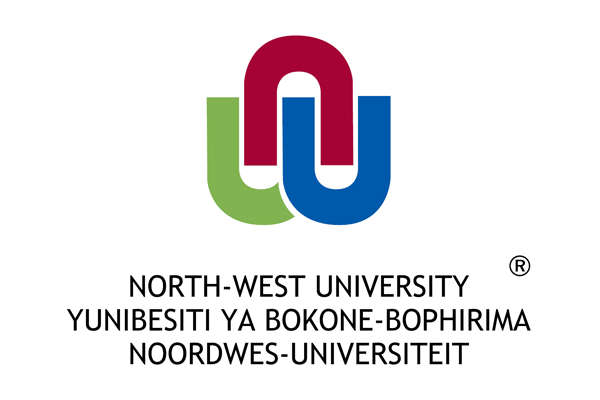 ®
NORTH-WEST UNIVERSITY
YUNIBESITI YA BOKONE-BOPHIRIMA
NOORDWES-UNIVERSITEIT